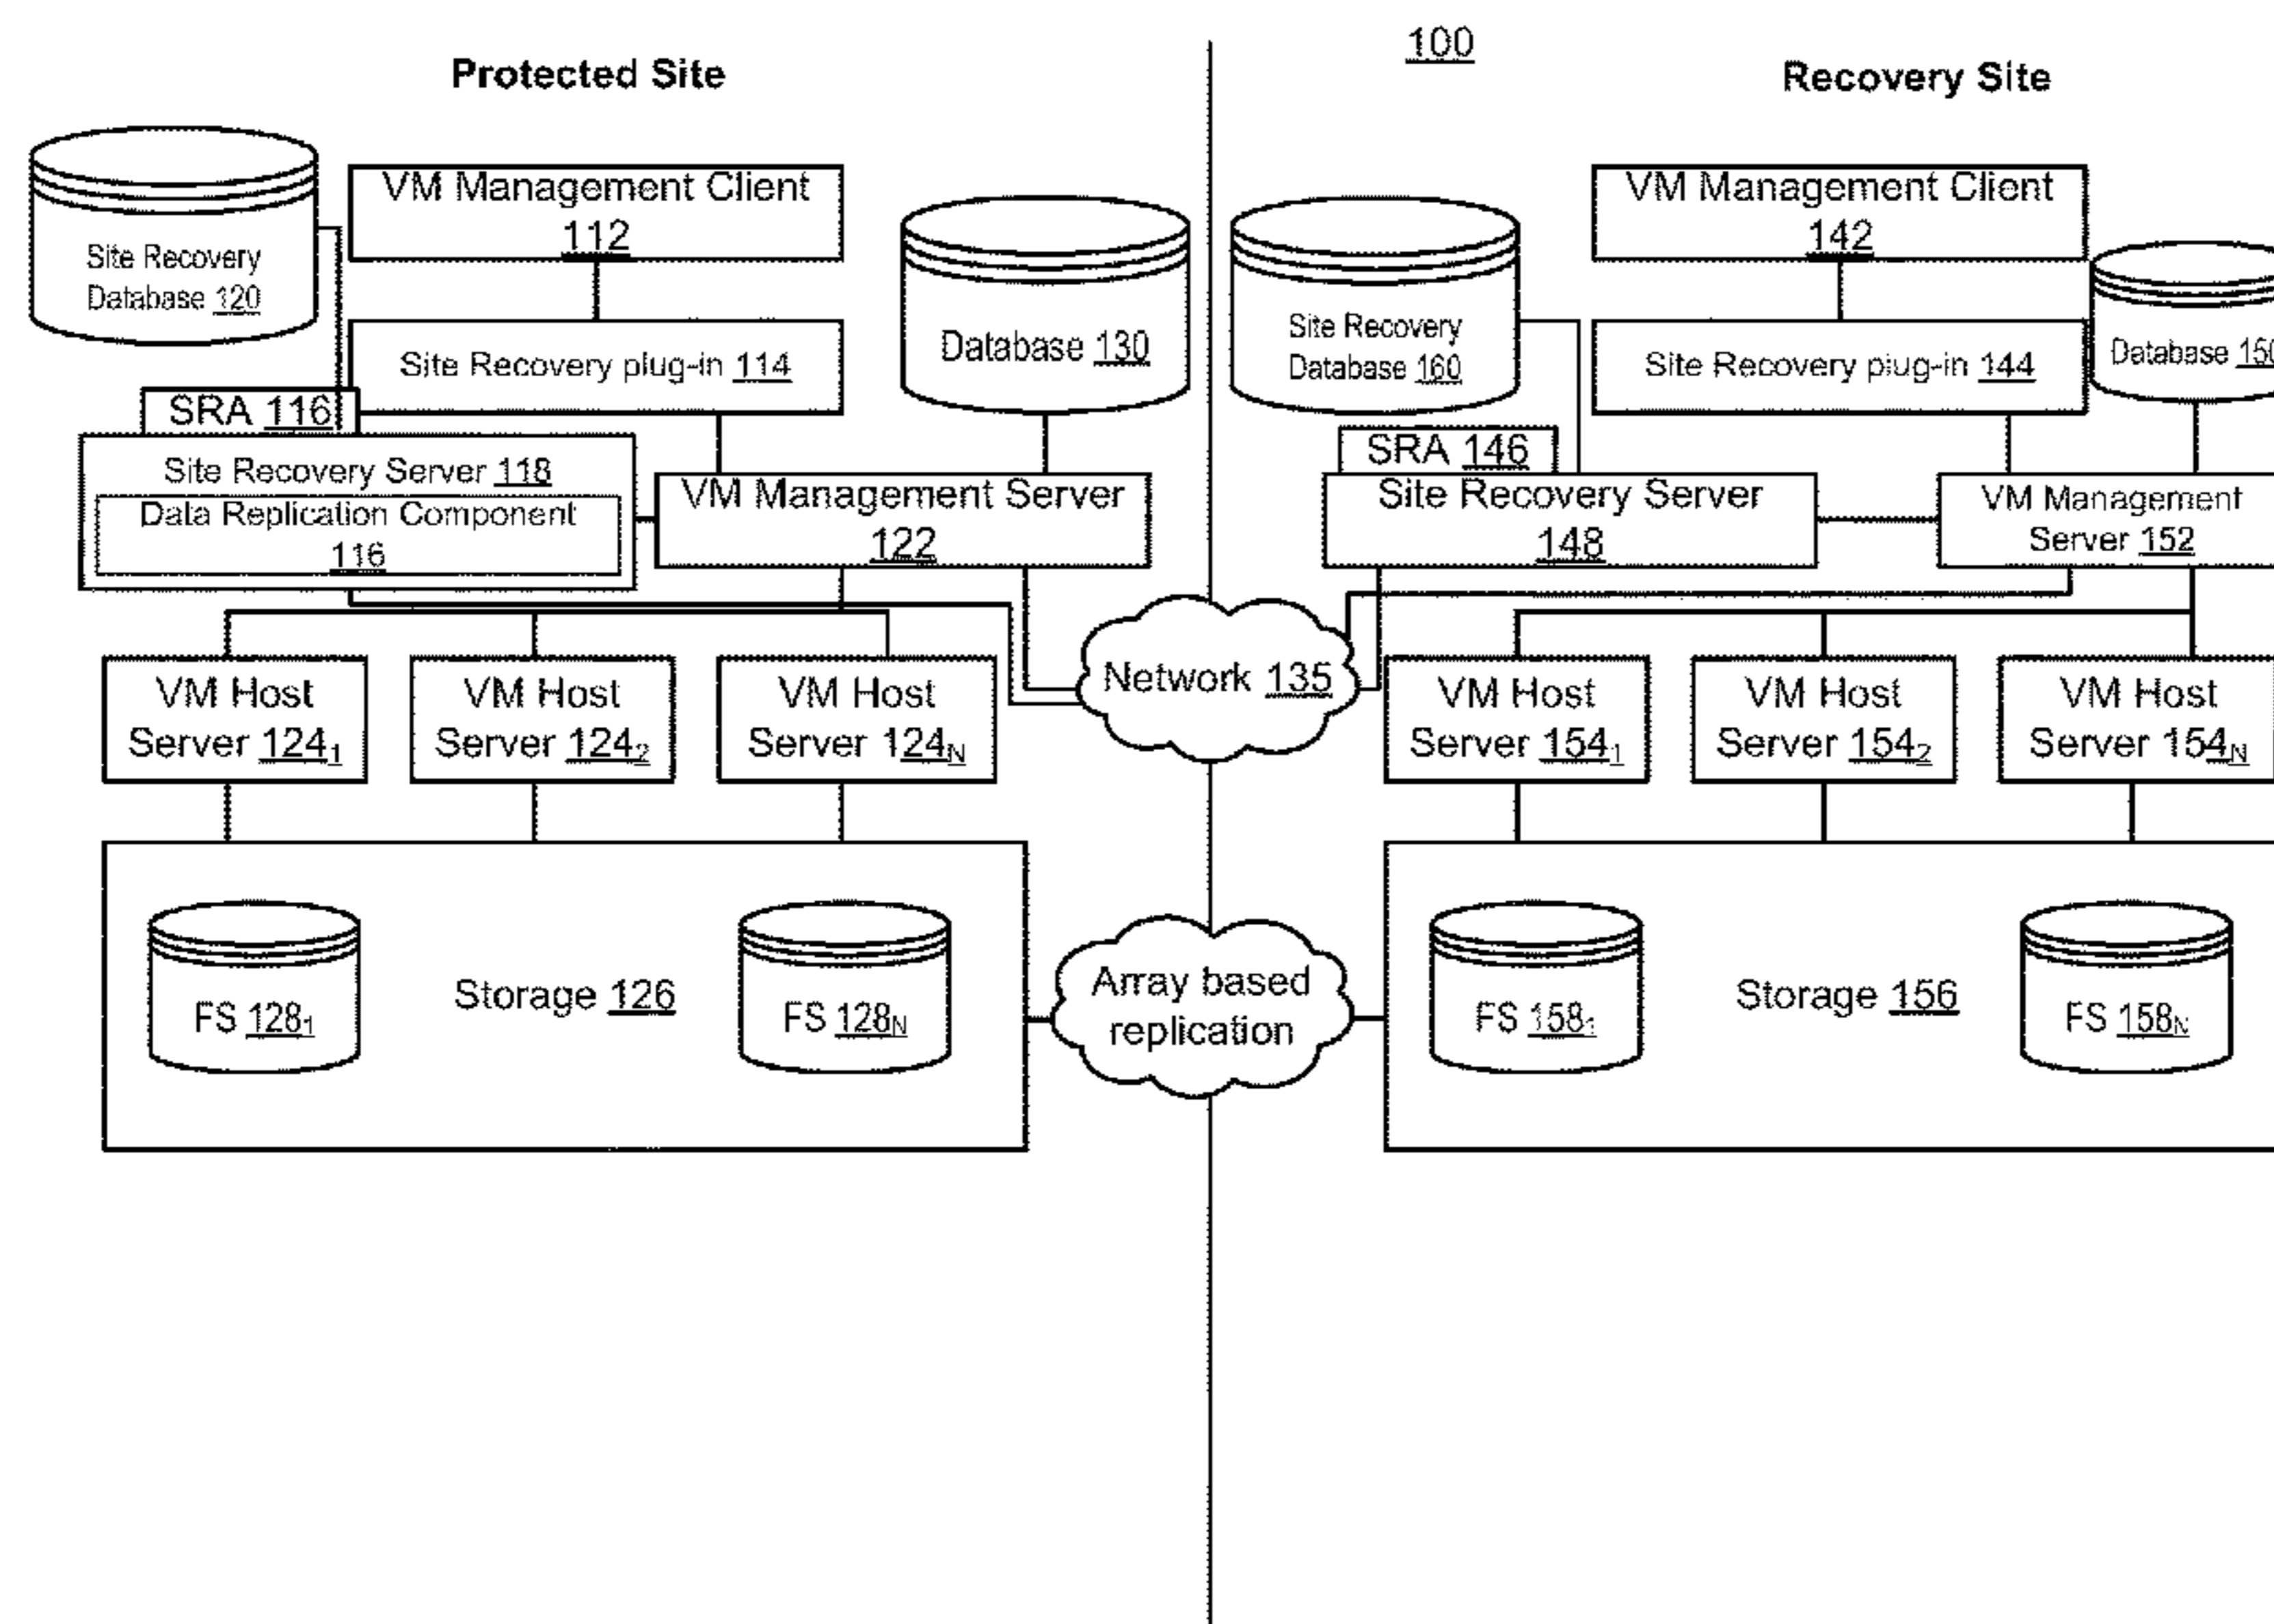 100
Protected Site
Recovery Site
Site Recovery
Database 120
VM Management Client
112
Site Recovery plug-in 114
Database 130
SRA 116
Site Recovery Server 118
Data Replication Component
116
VM Management Server
122
Site Recovery
Database 160
VM Management Client
142
Site Recovery plug-in 144
Database 150
SRA 146
Site Recovery Server
148
VM Management
Server 152
Network 135
VM Host
Server 124₁
VM Host
Server 124₂
VM Host
Server 124N
VM Host
Server 154₁
VM Host
Server 154₂
VM Host
Server 154N
FS 128₁
Storage 126
FS 128N
Array based
replication
FS 158₁
Storage 156
FS 158N